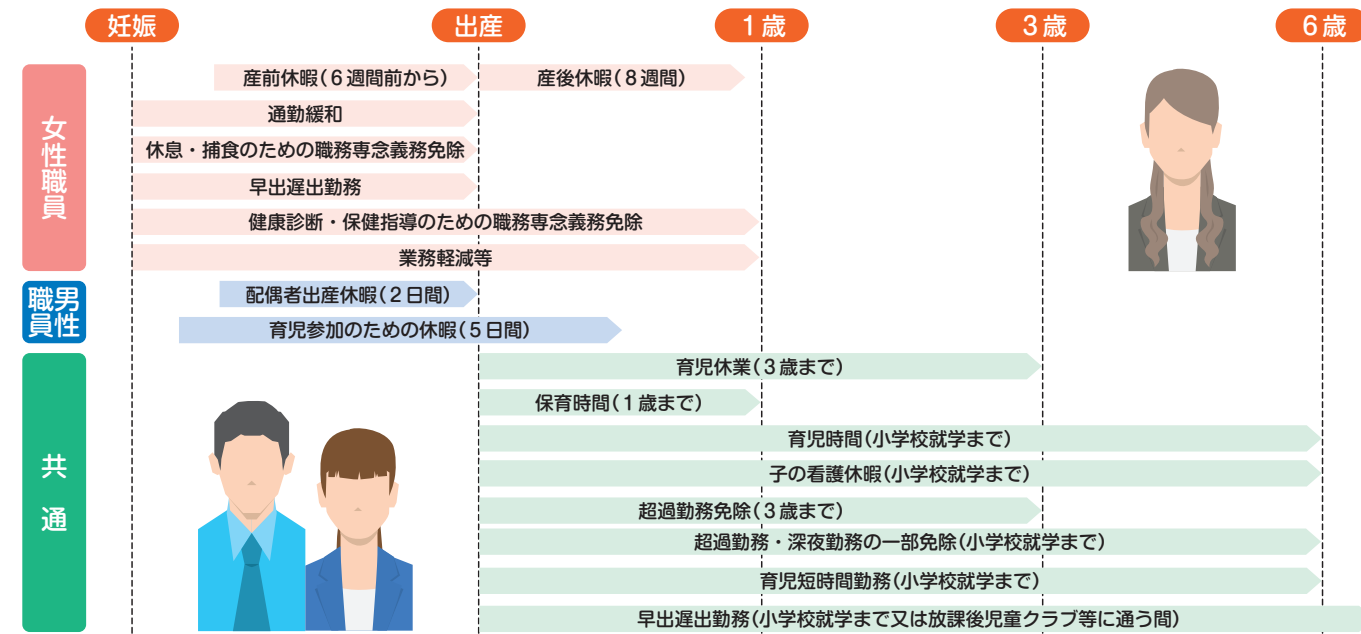 妊娠
出産
1歳
3歳
6歳
女性職員
産前休暇(6週間前から)
産後休暇(8週間)
通勤緩和
休息・捕食のための職務専念義務免除
早出遅出勤務
健康診断・保健指導のための職務専念義務免除
業務軽減等
男性職員
配偶者出産休暇(2日間)
育児参加のための休暇(5日間)
共通
育児休業(3歳まで)
保育時間(1歳まで)
育児時間(小学校就学まで)
子の看護休暇(小学校就学まで)
超過勤務免除(3歳まで)
超過勤務・深夜勤務の一部免除(小学校就学まで)
育児短時間勤務(小学校就学まで)
早出遅出勤務(小学校就学まで又は放課後児童クラブ等に通う間)